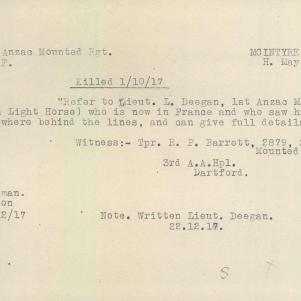 Anzac Mounted Rgt. MCINTYRE
F. H. May
Killed 1/10/17
"Refer to Lieut. L. Deegan, 1st Anzac M
Light Horse) who is now in France and who saw h
where behind the lines, and can give full detail
Witness:- Tpr. R. P. Barrett, 2879,
Mounted
3rd A.A.Hpl.
Dartford.
man.
on
2/17 Note. Written Lieut. Deegan.
22.12.17.
S